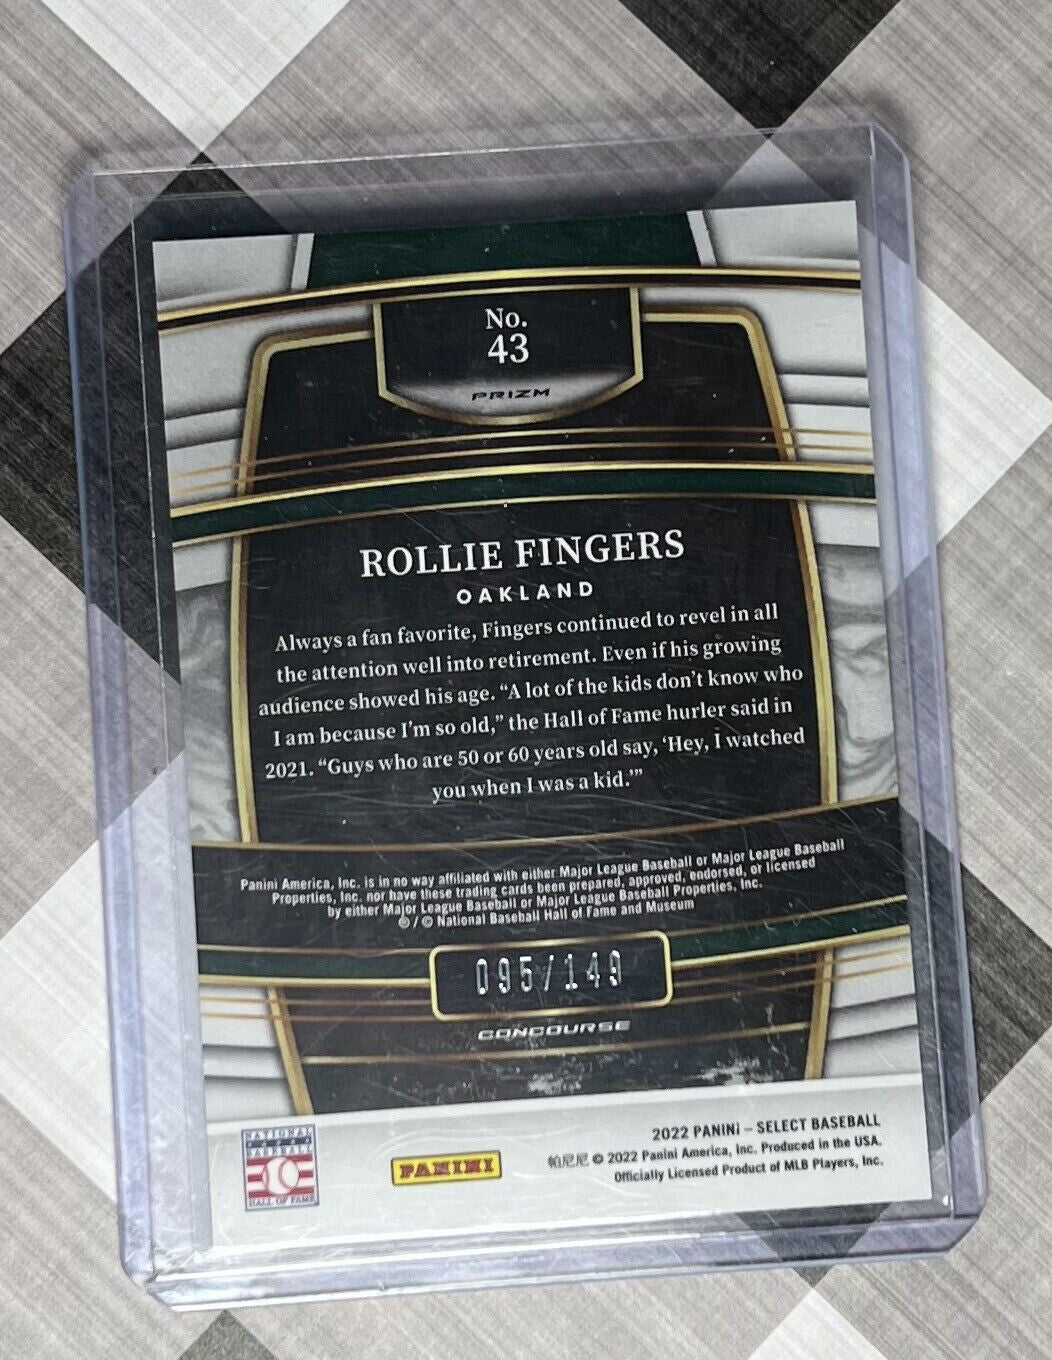 No.
43
PRIZM
ROLLIE FINGERS
OAKLAND
Always a fan favorite, Fingers continued to revel in all
the attention well into retirement. Even if his growing
audience showed his age. “A lot of the kids don’t know who
I am because I’m so old,” the Hall of Fame hurler said in
2021. “Guys who are 50 or 60 years old say, ‘Hey, I watched
you when I was a kid.’”
Panini America, Inc. is in no way affiliated with either Major League Baseball or Major League Baseball
Properties, Inc. nor have these trading cards been prepared, approved, endorsed, or licensed
by either Major League Baseball or Major League Baseball Properties, Inc.
®/© National Baseball Hall of Fame and Museum
095/149
CONCOURSE
NATIONAL
BASEBALL
HALL OF FAME
PANINI
2022 PANINI – SELECT BASEBALL
帕尼尼 © 2022 Panini America, Inc. Produced in the USA.
Officially Licensed Product of MLB Players, Inc.